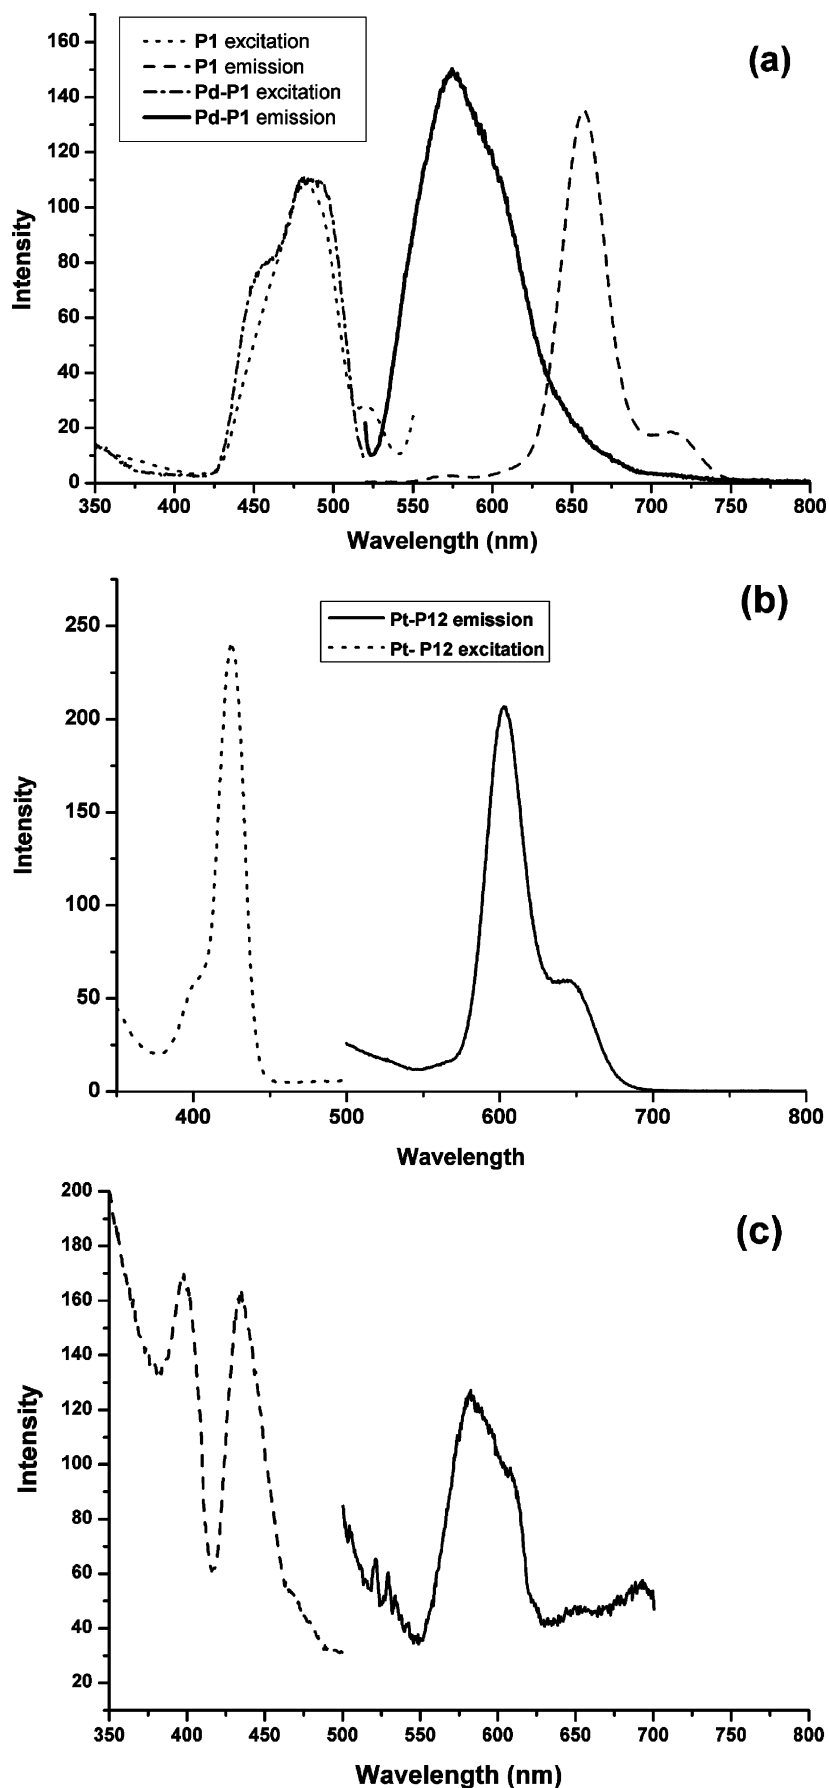 (a)
P1 excitation
P1 emission
Pd-P1 excitation
Pd-P1 emission
Intensity
160
140
120
100
80
60
40
20
0
350 400 450 500 550 600 650 700 750 800
Wavelength (nm)
(b)
Pt-P12 emission
Pt- P12 excitation
Intensity
250
200
150
100
50
0
400 500 600 700 800
Wavelength
(c)
Intensity
200
180
160
140
120
100
80
60
40
20
350 400 450 500 550 600 650 700 750 800
Wavelength (nm)